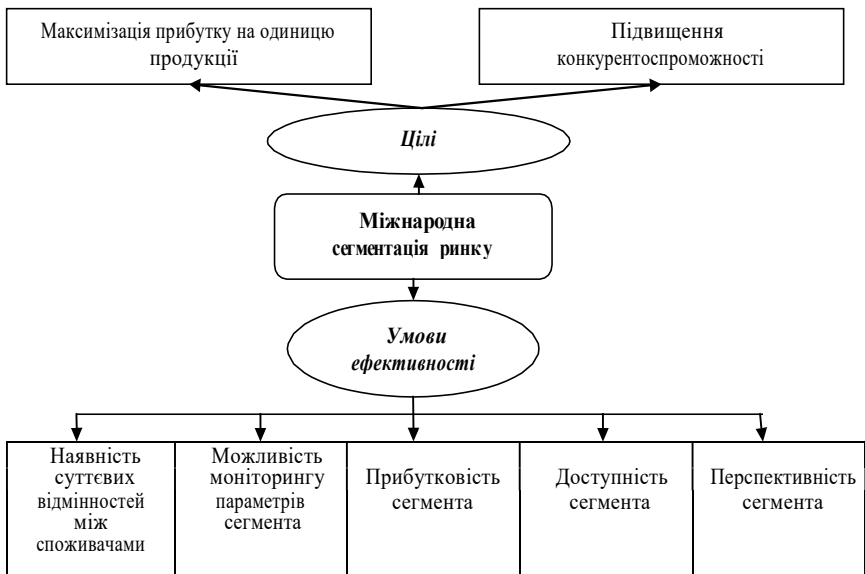 Максимізація прибутку на одиницю
продукції
Підвищення
конкурентоспроможності
Цілі
Міжнародна
сегментація ринку
Умови
ефективності
Наявність
суттєвих
відмінностей
між
споживачами
Можливість
моніторингу
параметрів
сегмента
Прибутковість
сегмента
Доступність
сегмента
Перспективність
сегмента